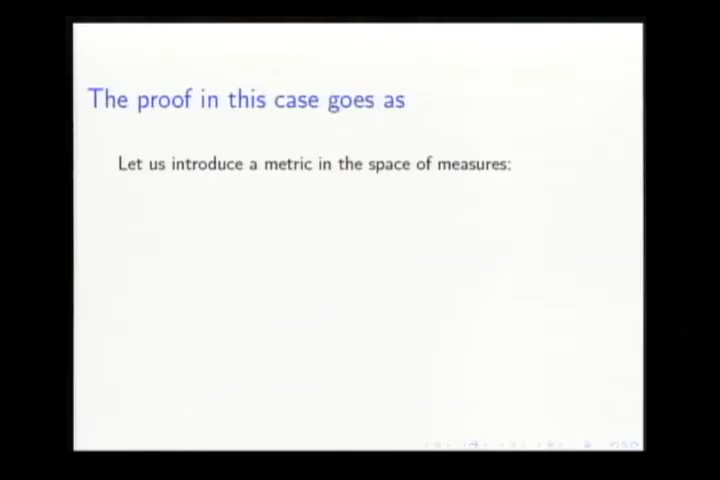 The proof in this case goes as
Let us introduce a metric in the space of measures: